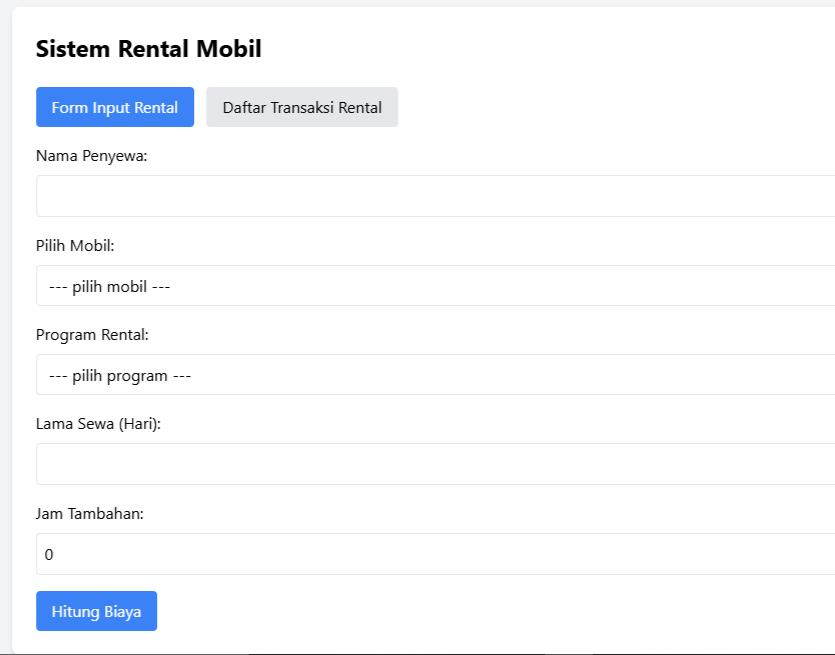 Sistem Rental Mobil
Form Input Rental
Daftar Transaksi Rental
Nama Penyewa:
Pilih Mobil:
--- pilih mobil ---
Program Rental:
--- pilih program ---
Lama Sewa (Hari):
Jam Tambahan:
0
Hitung Biaya